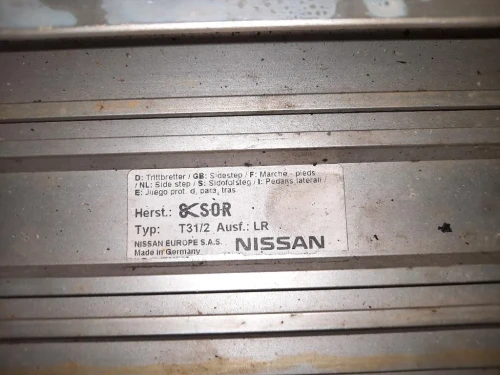 D: Trittbretter / GB: Sidestep / F: Marche - pieds
/ NL: Side step / S: Sidofotsteg / I: Pedans laterali /
E: Juego prot. d. para. tras
Herst.: SOR
Typ: T31/2 Ausf.: LR
NISSAN EUROPE S.A.S. NISSAN
Made in Germany